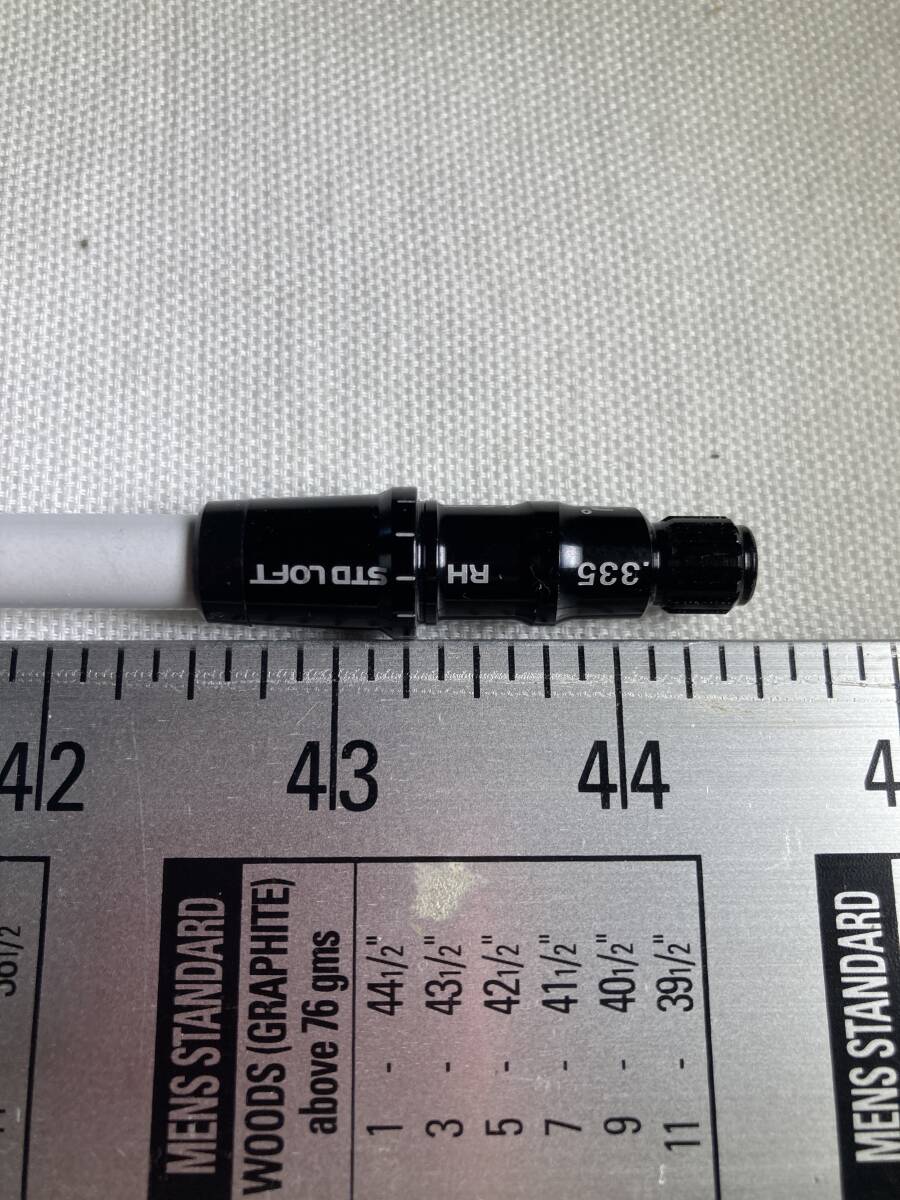 STD LOFT
RH
.335
42
43
44
4
MENS STANDARD
WOODS (GRAPHITE)
above 76 gms
1 - 44 1/2"
3 - 43 1/2"
5 - 42 1/2"
7 - 41 1/2"
9 - 40 1/2"
11 - 39 1/2"
MENS STANDARD